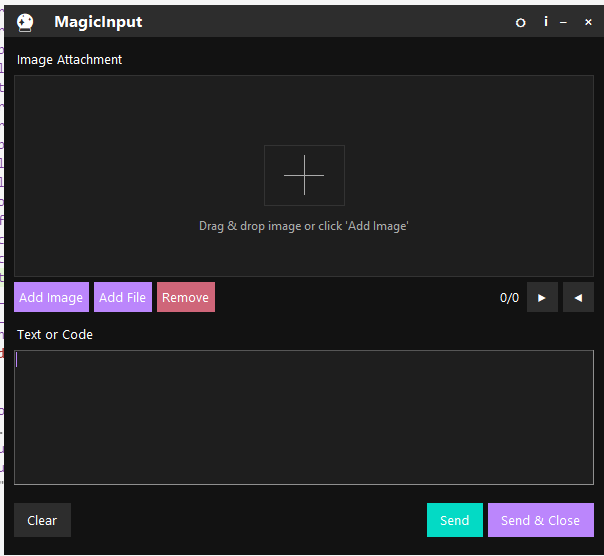 MagicInput
Image Attachment
Drag & drop image or click 'Add Image'
Add Image Add File Remove 0/0
Text or Code
Clear Send Send & Close